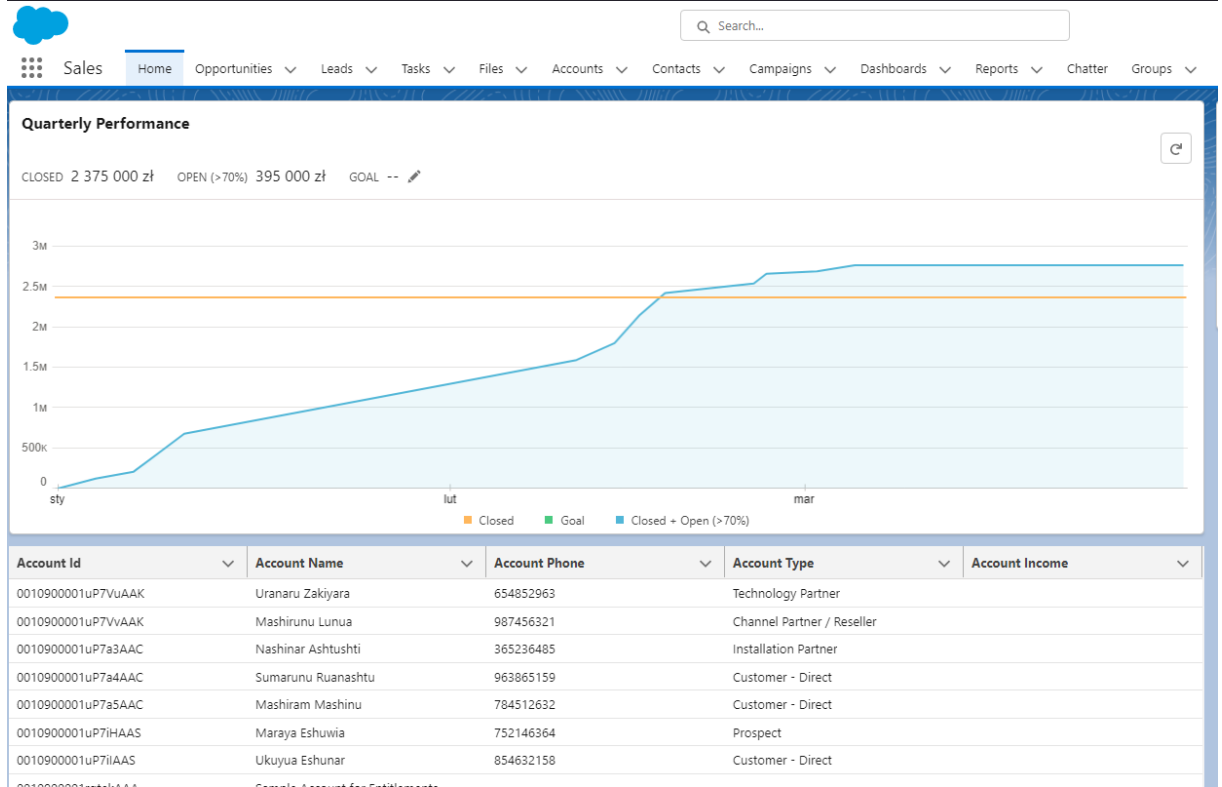 Search...
Sales Home Opportunities Leads Tasks Files Accounts Contacts Campaigns Dashboards Reports Chatter Groups
Quarterly Performance
CLOSED 2 375 000 zł OPEN (>70%) 395 000 zł GOAL --
3M
2.5M
2M
1.5M
1M
500K
0
sty lut mar
Closed Goal Closed + Open (>70%)
Account Id Account Name Account Phone Account Type Account Income
0010900001uP7VuAAK Uranaru Zakiyara 654852963 Technology Partner
0010900001uP7VvAAK Mashirunu Lunua 987456321 Channel Partner / Reseller
0010900001uP7a3AAC Nashinar Ashtushti 365236485 Installation Partner
0010900001uP7a4AAC Sumarunu Ruanashtu 963865159 Customer - Direct
0010900001uP7a5AAC Mashiram Mashinu 784512632 Customer - Direct
0010900001uP7iHAAS Maraya Eshuwia 752146364 Prospect
0010900001uP7iIAAS Ukuyua Eshunar 854632158 Customer - Direct
Sample Account for Entitlements